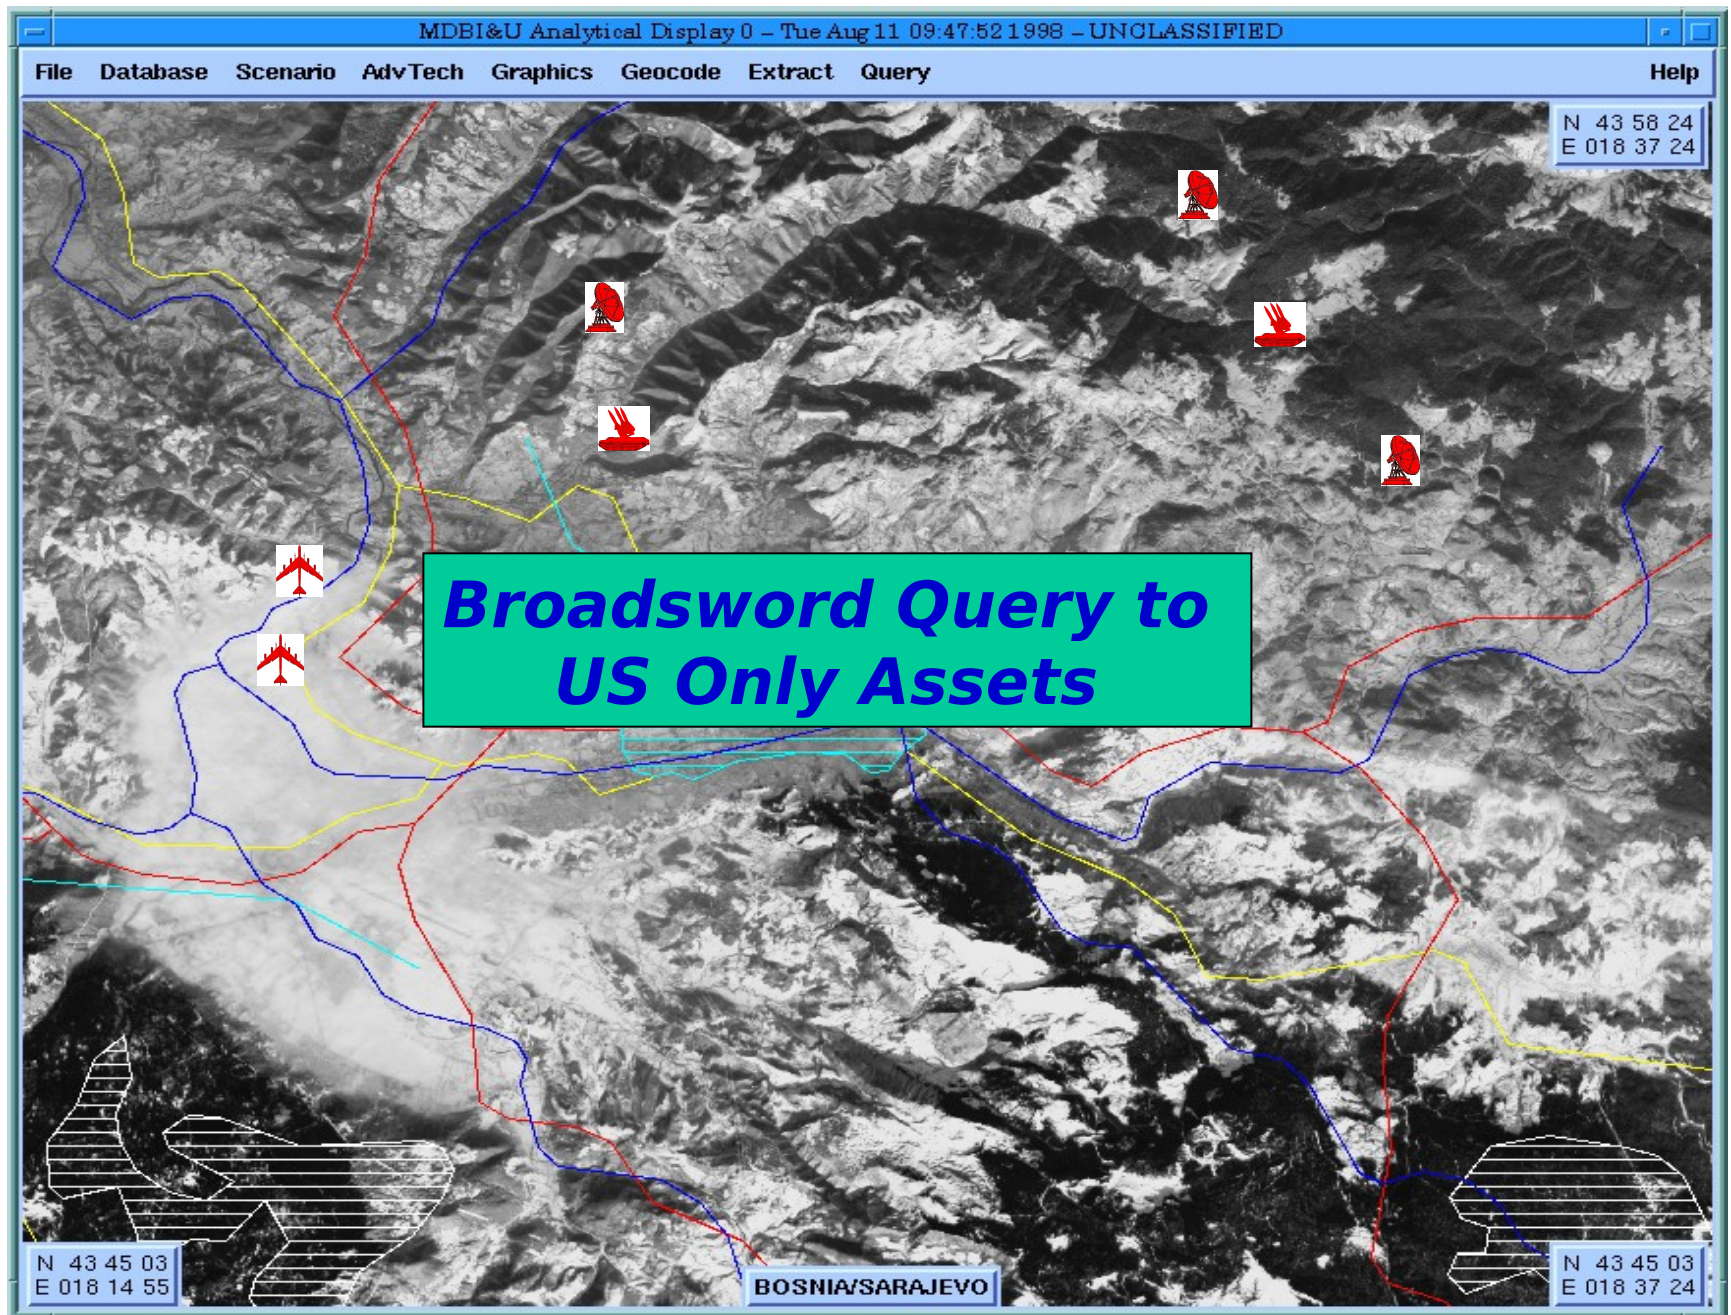 MDBI&U Analytical Display 0 – Tue Aug 11 09:47:52 1998 – UNCLASSIFIED
File Database Scenario AdvTech Graphics Geocode Extract Query Help
N 43 58 24
E 018 37 24
Broadsword Query to
US Only Assets
N 43 45 03
E 018 14 55
BOSNIA/SARAJEVO
N 43 45 03
E 018 37 24